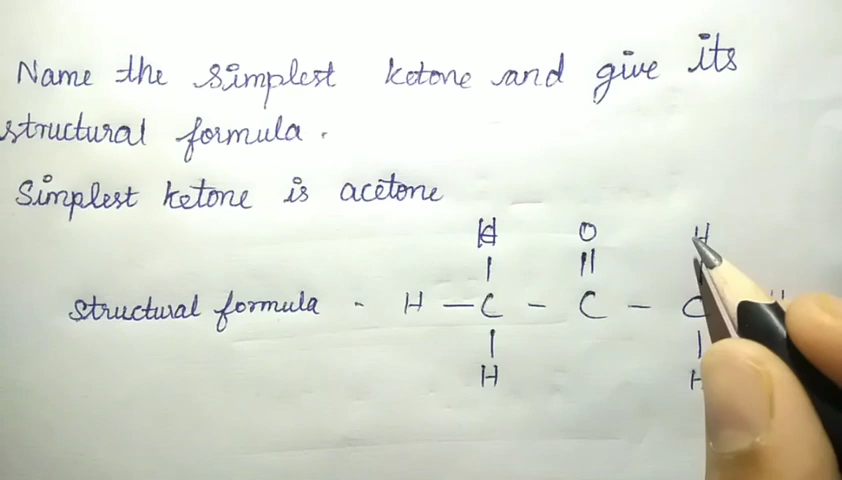 Name the simplest ketone and give its
structural formula.
Simplest ketone is acetone
H O H
structural formula - H - C - C - C
H H